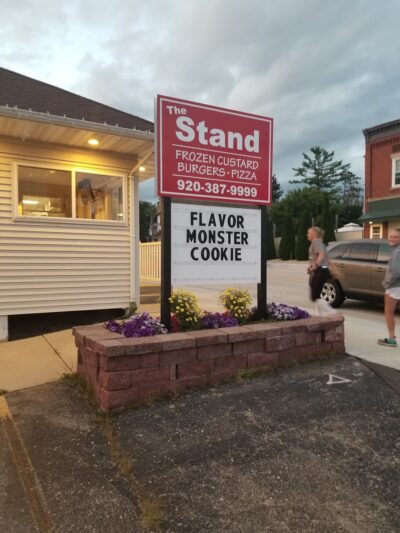 The
Stand
FROZEN CUSTARD
BURGERS • PIZZA
920-387-9999
FLAVOR
MONSTER
COOKIE